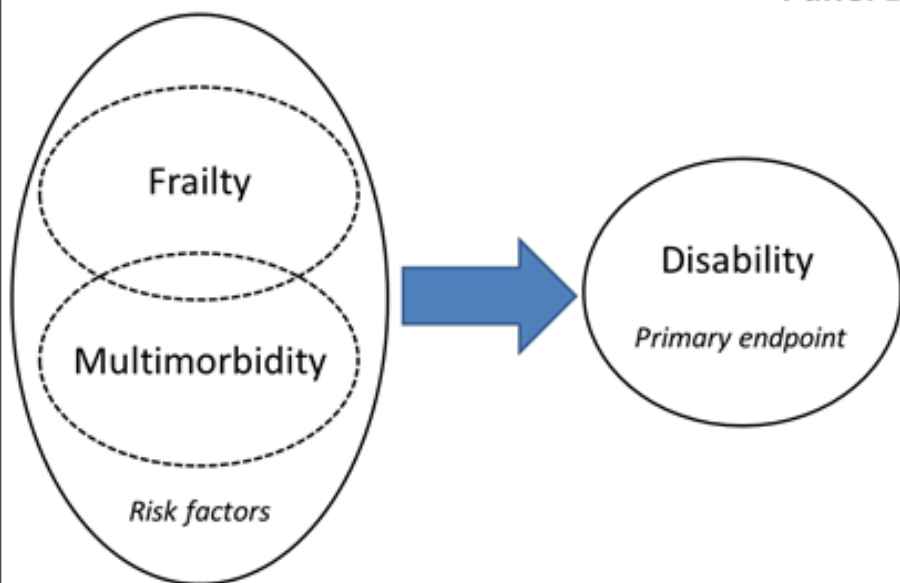 Frailty
Multimorbidity
Risk factors
Disability
Primary endpoint